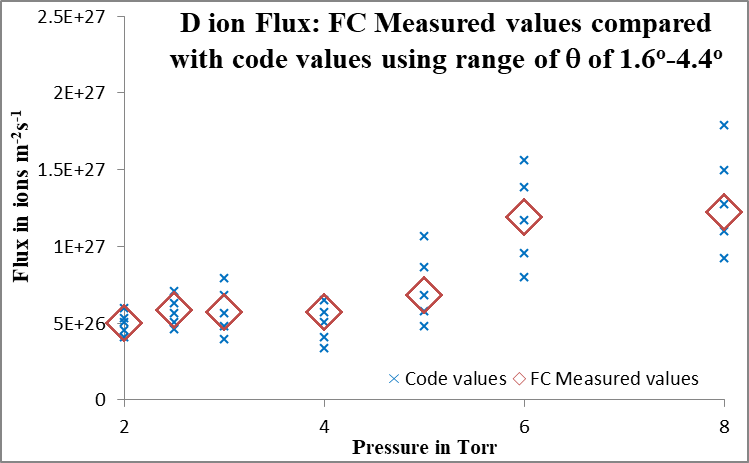 D ion Flux: FC Measured values compared
with code values using range of θ of 1.6º-4.4º
2.5E+27
2E+27
1.5E+27
1E+27
5E+26
0
Flux in ions m⁻²s⁻¹
× Code values ◇ FC Measured values
2 4 6 8
Pressure in Torr